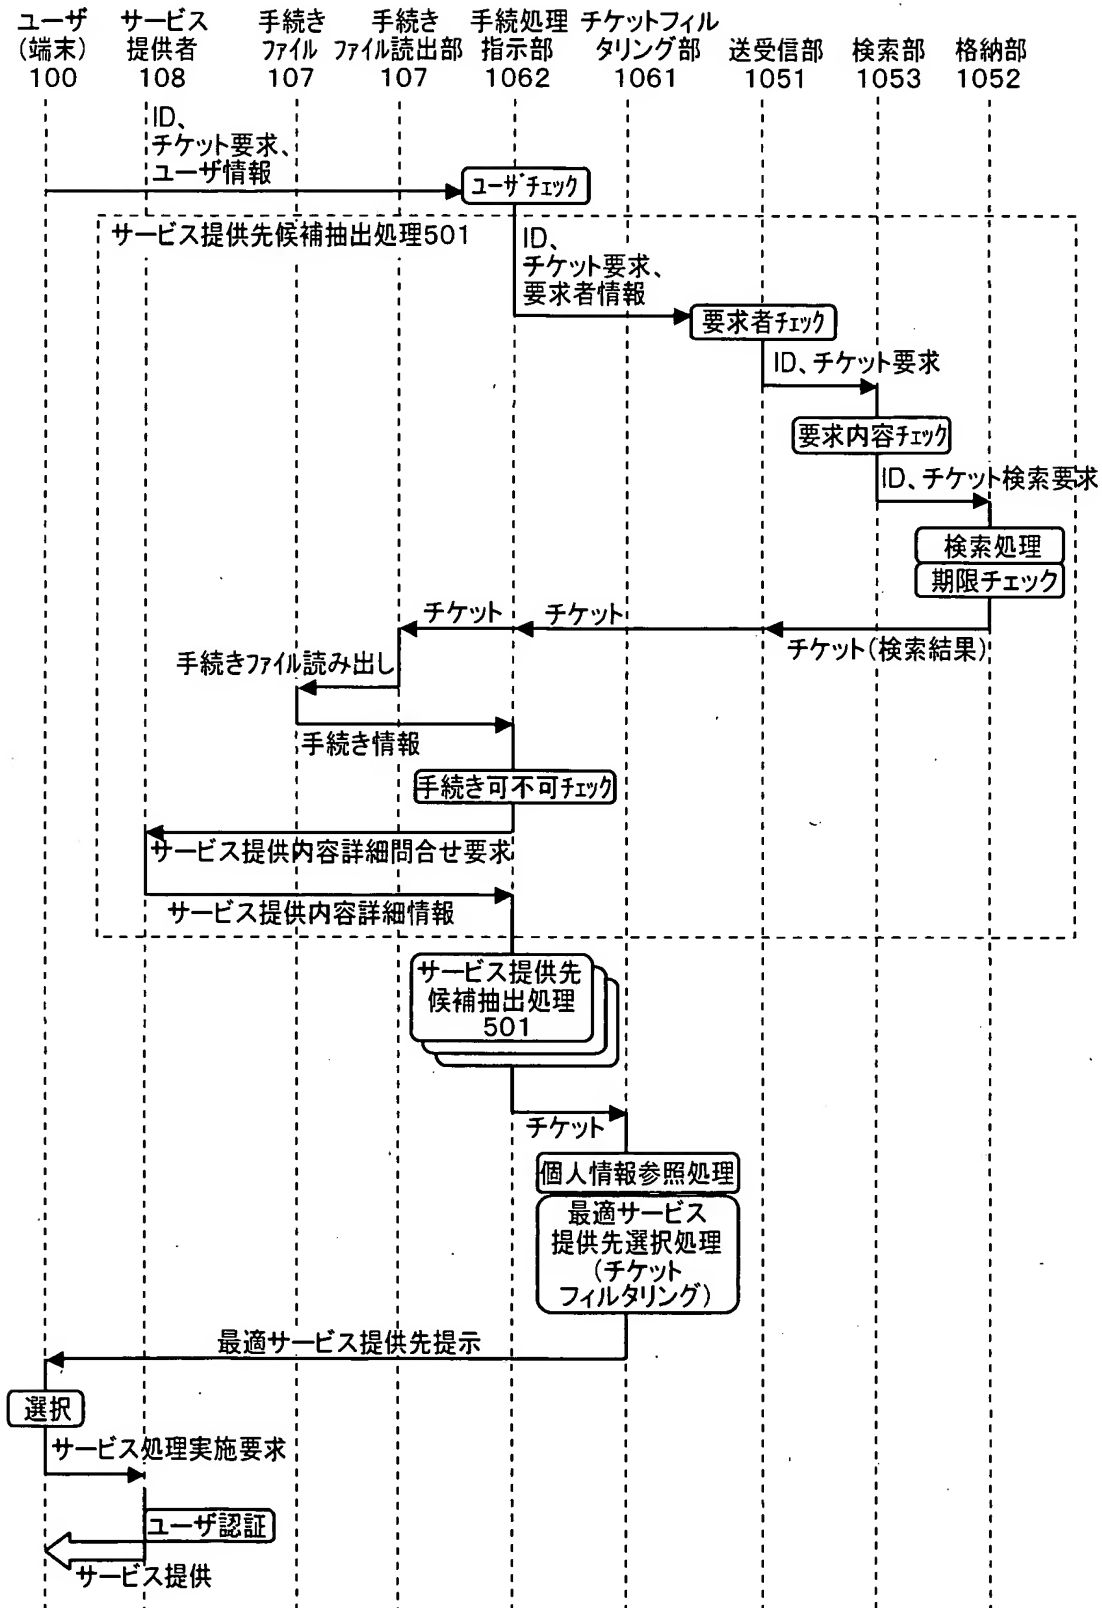 ユーザ
(端末)
100
サービス
提供者
108
手続き
ファイル
107
手続き
ファイル読出部
107
手続処理
指示部
1062
チケットフィル
タリング部
1061
送受信部
1051
検索部
1053
格納部
1052
ID、
チケット要求、
ユーザ情報
ユーザチェック
サービス提供先候補抽出処理501
ID、
チケット要求、
要求者情報
要求者チェック
ID、チケット要求
要求内容チェック
ID、チケット検索要求
検索処理
期限チェック
チケット
チケット
チケット(検索結果)
手続きファイル読み出し
手続き情報
手続き可不可チェック
サービス提供内容詳細問合せ要求
サービス提供内容詳細情報
サービス提供先
候補抽出処理
501
チケット
個人情報参照処理
最適サービス
提供先選択処理
(チケット
フィルタリング)
最適サービス提供先提示
選択
サービス処理実施要求
ユーザ認証
サービス提供